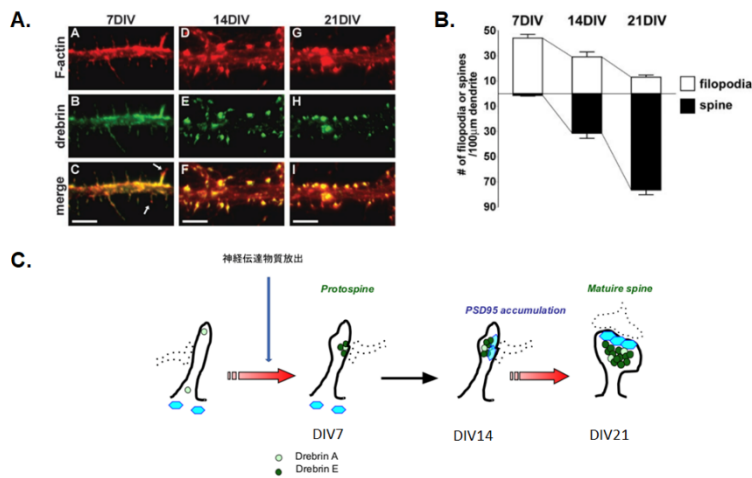 A.
7DIV 14DIV 21DIV
F-actin
drebrin
merge
A D G
B E H
C F I
B.
7DIV 14DIV 21DIV
# of filopodia or spines
/100μm dendrite
50
30
10
10
30
50
70
90
filopodia
spine
C.
神経伝達物質放出
Protospine
PSD95 accumulation
Matuire spine
DIV7
DIV14
DIV21
Drebrin A
Drebrin E